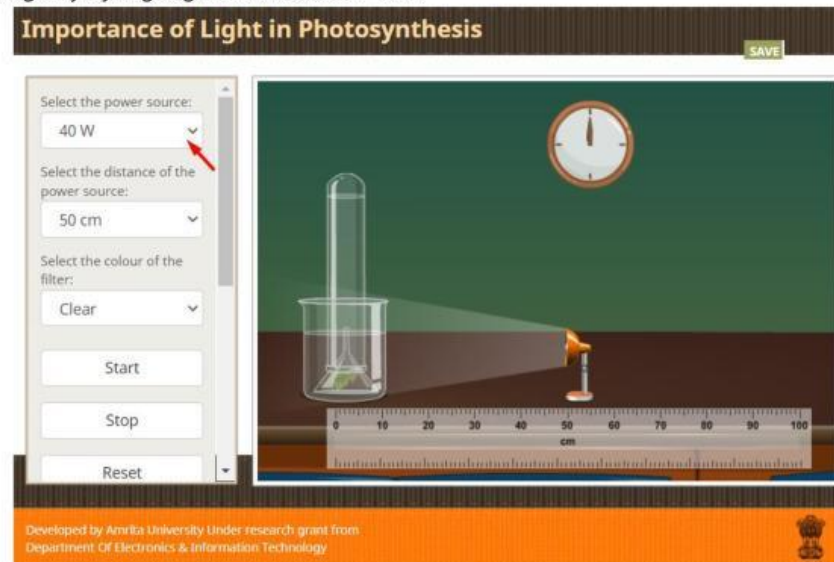 Importance of Light in Photosynthesis
SAVE
Select the power source:
40 W
Select the distance of the
power source:
50 cm
Select the colour of the
filter:
Clear
Start
Stop
Reset
0 10 20 30 40 50 60 70 80 90 100
cm
Developed by Amrita University Under research grant from
Department Of Electronics & Information Technology